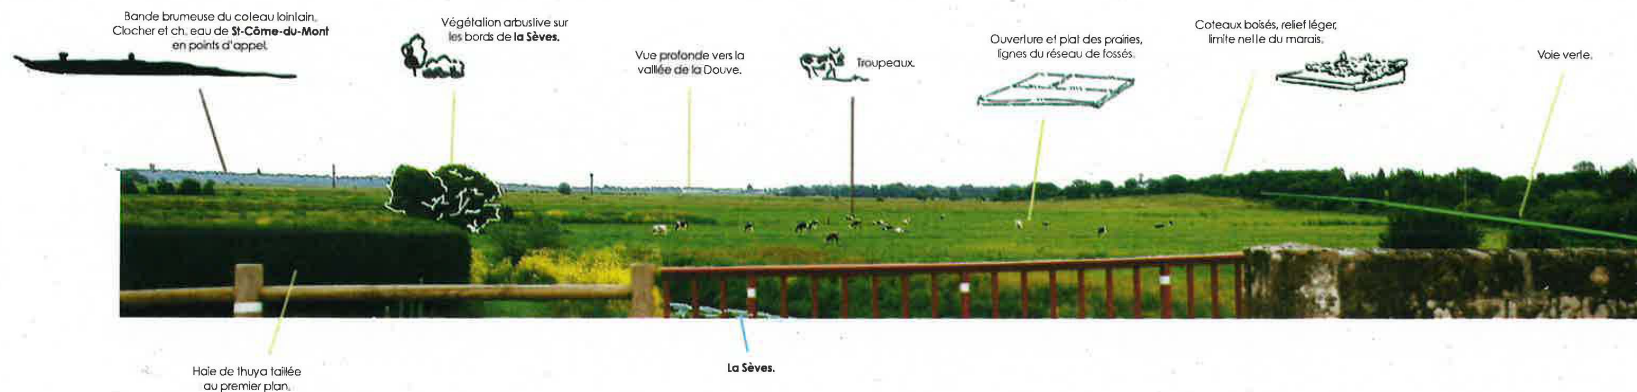 Bande brumeuse du coteau lointain,
Clocher et ch. eau de St-Côme-du-Mont
en points d'appel.
Végétation arbustive sur
les bords de la Sèves.
Vue profonde vers la
vallée de la Douve.
Troupeaux.
Ouverture et plat des prairies,
lignes du réseau de fossés.
Coteaux boisés, relief léger,
limite nette du marais.
Voie verte.
Haie de thuya taillée
au premier plan.
La Sèves.